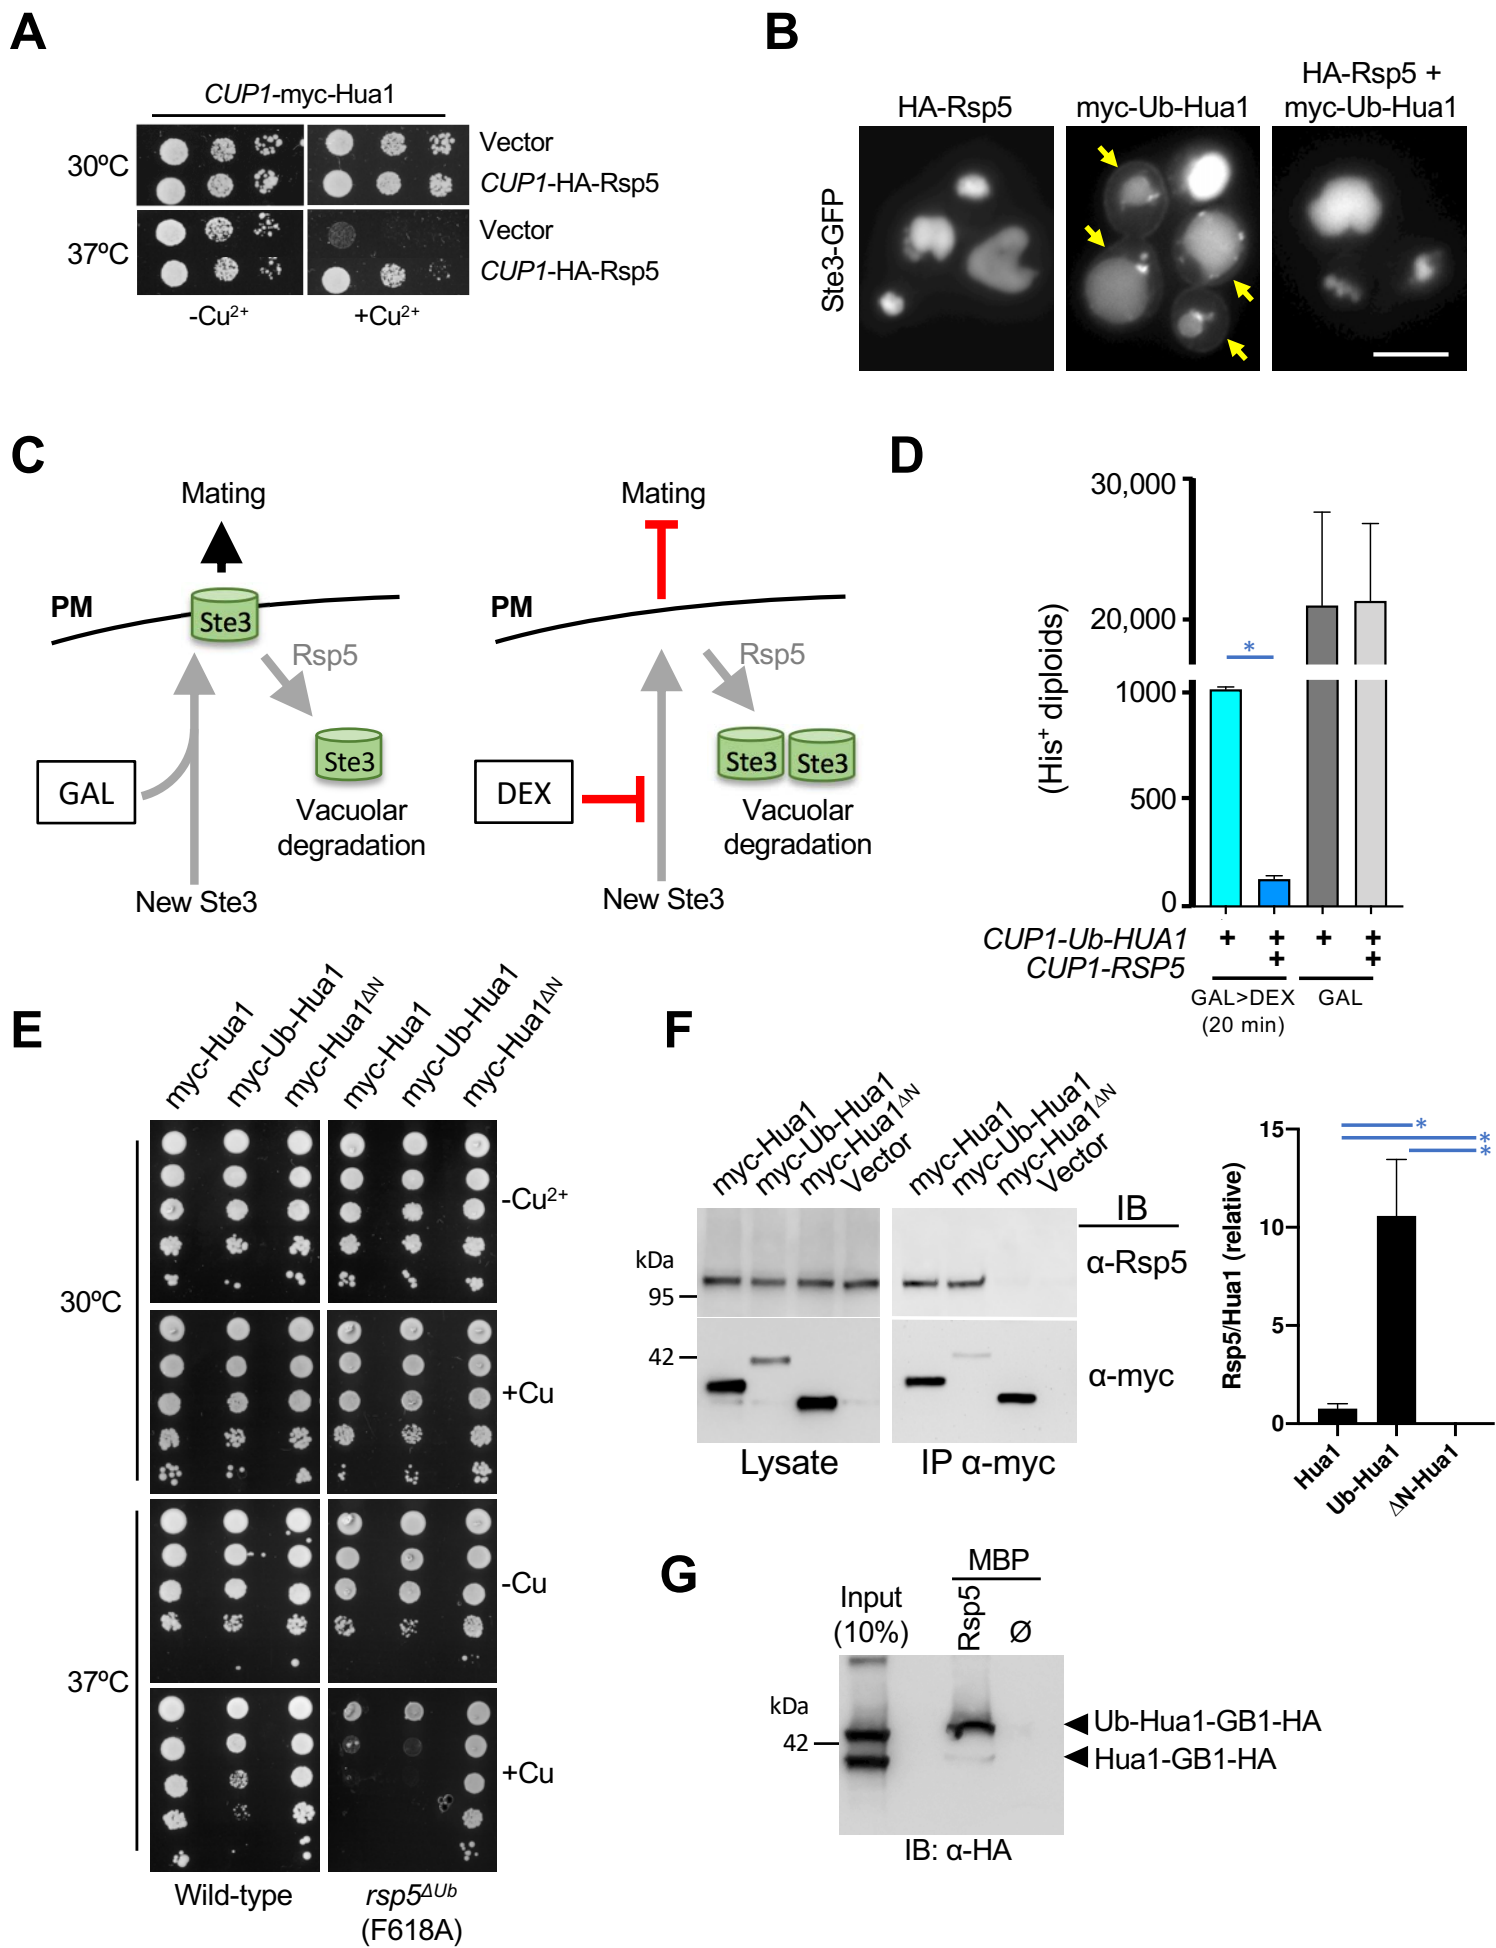 A
CUP1-myc-Hua1
30ºC
Vector
CUP1-HA-Rsp5
37ºC
Vector
CUP1-HA-Rsp5
-Cu²⁺
+Cu²⁺
B
HA-Rsp5
myc-Ub-Hua1
HA-Rsp5 +
myc-Ub-Hua1
Ste3-GFP
C
Mating
PM
Ste3
Rsp5
GAL
Ste3
Vacuolar
degradation
New Ste3
Mating
PM
Rsp5
DEX
Ste3
Ste3
Vacuolar
degradation
New Ste3
D
(His⁺ diploids)
30,000
20,000
1000
500
0
*
CUP1-Ub-HUA1 + + + +
CUP1-RSP5 + +
GAL>DEX
(20 min)
GAL
E
myc-Hua1
myc-Ub-Hua1
myc-Hua1ᐞᴺ
myc-Hua1
myc-Ub-Hua1
myc-Hua1ᐞᴺ
30ºC
-Cu²⁺
+Cu
37ºC
-Cu
+Cu
Wild-type
rsp5ΔUb
(F618A)
F
myc-Hua1
myc-Ub-Hua1
myc-Hua1ΔN
Vector
myc-Hua1
myc-Ub-Hua1
myc-Hua1ΔN
Vector
IB
kDa
95
α-Rsp5
42
α-myc
Lysate
IP α-myc
Rsp5/Hua1 (relative)
15
10
5
0
*
*
*
Hua1
Ub-Hua1
ΔN-Hua1
G
MBP
Input
(10%)
Rsp5
Ø
kDa
42
Ub-Hua1-GB1-HA
Hua1-GB1-HA
IB: α-HA